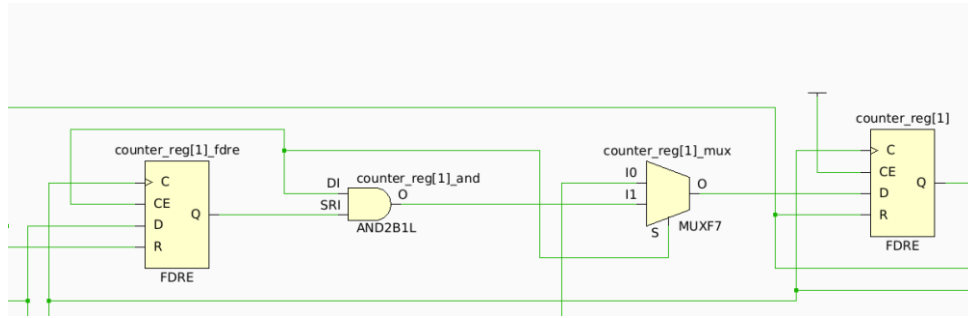 counter_reg[1]_fdre
C
CE
D
R
Q
FDRE
DI
SRI
counter_reg[1]_and
O
AND2B1L
counter_reg[1]_mux
I0
I1
S
O
MUXF7
counter_reg[1]
C
CE
D
R
Q
FDRE